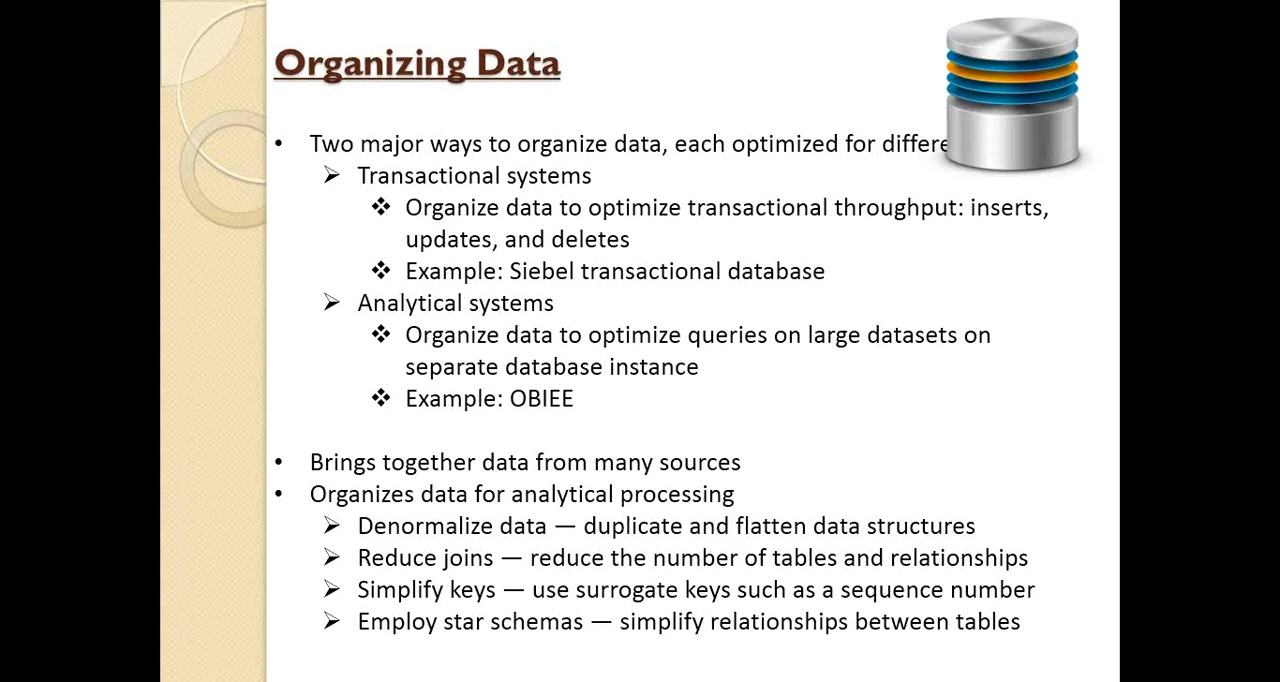 Organizing Data
• Two major ways to organize data, each optimized for
➢ Transactional systems
❖ Organize data to optimize transactional throughput: inserts,
updates, and deletes
❖ Example: Siebel transactional database
➢ Analytical systems
❖ Organize data to optimize queries on large datasets on
separate database instance
❖ Example: OBIEE
• Brings together data from many sources
• Organizes data for analytical processing
➢ Denormalize data — duplicate and flatten data structures
➢ Reduce joins — reduce the number of tables and relationships
➢ Simplify keys — use surrogate keys such as a sequence number
➢ Employ star schemas — simplify relationships between tables